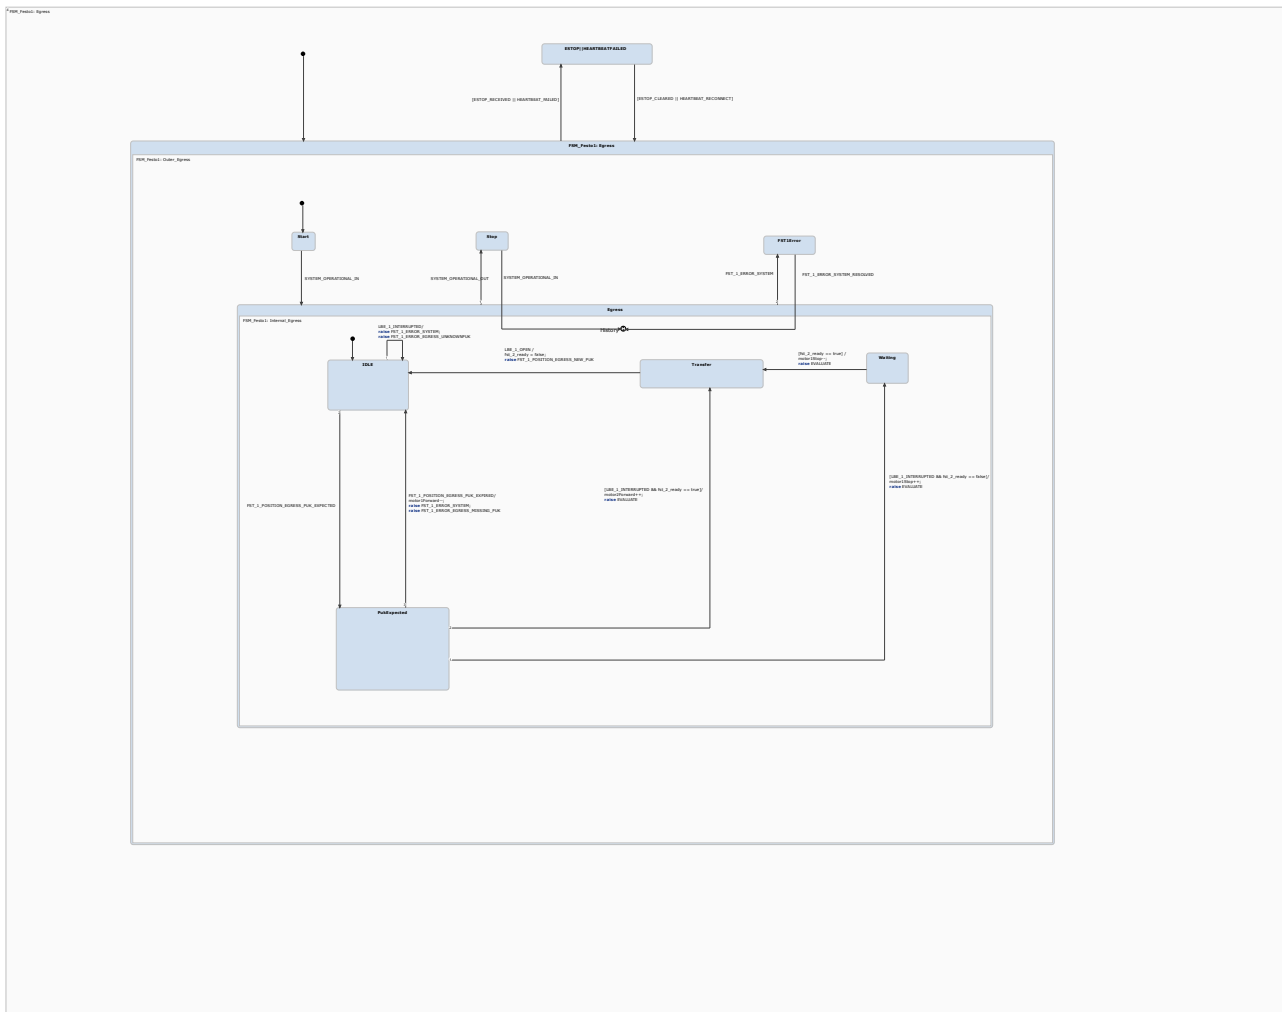 FSM_Festo1: Egress
ESTOP||HEARTBEATFAILED
[ESTOP_RECEIVED || HEARTBEAT_FAILED]
[ESTOP_CLEARED || HEARTBEAT_RECONNECT]
FSM_Festo1: Egress
FSM_Festo1: Outer_Egress
Start
Stop
FST1Error
SYSTEM_OPERATIONAL_IN
SYSTEM_OPERATIONAL_OUT
SYSTEM_OPERATIONAL_IN
FST_1_ERROR_SYSTEM
FST_1_ERROR_SYSTEM_RESOLVED
Egress
FSM_Festo1: Internal_Egress
history
H
LBE_1_INTERRUPTED/
raise FST_1_ERROR_SYSTEM;
raise FST_1_ERROR_EGRESS_UNKNOWNPUK
IDLE
LBE_1_OPEN /
fst_2_ready = false;
raise FST_1_POSITION_EGRESS_NEW_PUK
Transfer
[fst_2_ready == true] /
motor1Stop--;
raise EVALUATE
Waiting
FST_1_POSITION_EGRESS_PUK_EXPECTED
FST_1_POSITION_EGRESS_PUK_EXPIRED/
motor1Forward--;
raise FST_1_ERROR_SYSTEM;
raise FST_1_ERROR_EGRESS_MISSING_PUK
[LBE_1_INTERRUPTED && fst_2_ready == true]/
motor1Forward++;
raise EVALUATE
[LBE_1_INTERRUPTED && fst_2_ready == false]/
motor1Stop++;
raise EVALUATE
PukExpected